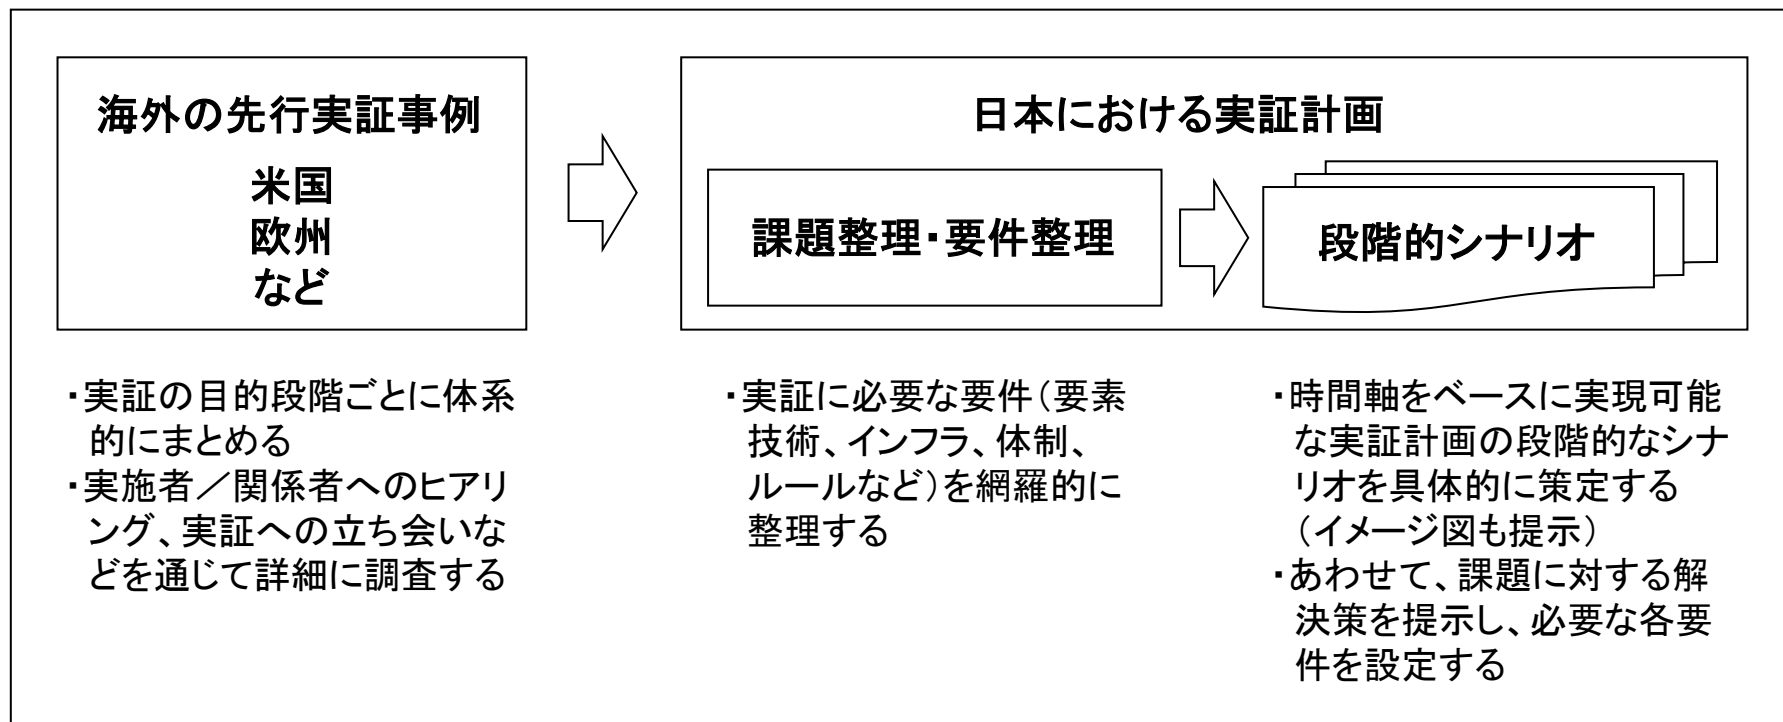 海外の先行実証事例
米国
欧州
など
日本における実証計画
課題整理・要件整理
段階的シナリオ
・実証の目的段階ごとに体系
的にまとめる
・実施者／関係者へのヒアリ
ング、実証への立ち会いな
どを通じて詳細に調査する
・実証に必要な要件（要素
技術、インフラ、体制、
ルールなど）を網羅的に
整理する
・時間軸をベースに実現可能
な実証計画の段階的なシナ
リオを具体的に策定する
（イメージ図も提示）
・あわせて、課題に対する解
決策を提示し、必要な各要
件を設定する